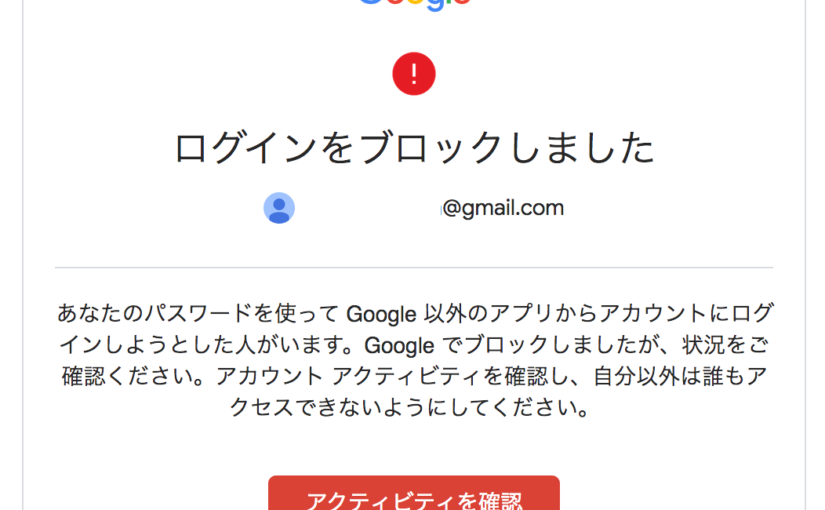 Google
!
ログインをブロックしました
@gmail.com
あなたのパスワードを使って Google 以外のアプリからアカウントにログ
インしようとした人がいます。Google でブロックしましたが、状況をご
確認ください。アカウント アクティビティを確認し、自分以外は誰もア
クセスできないようにしてください。
アクティビティを確認